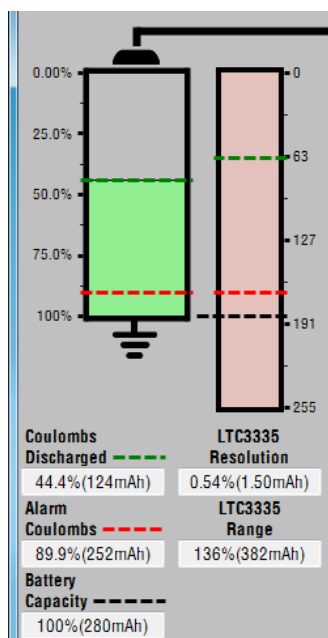 0.00%
0
25.0%
63
50.0%
127
75.0%
100%
191
255
Coulombs
Discharged
44.4%(124mAh)
LTC3335
Resolution
0.54%(1.50mAh)
Alarm
Coulombs
89.9%(252mAh)
LTC3335
Range
136%(382mAh)
Battery
Capacity
100%(280mAh)